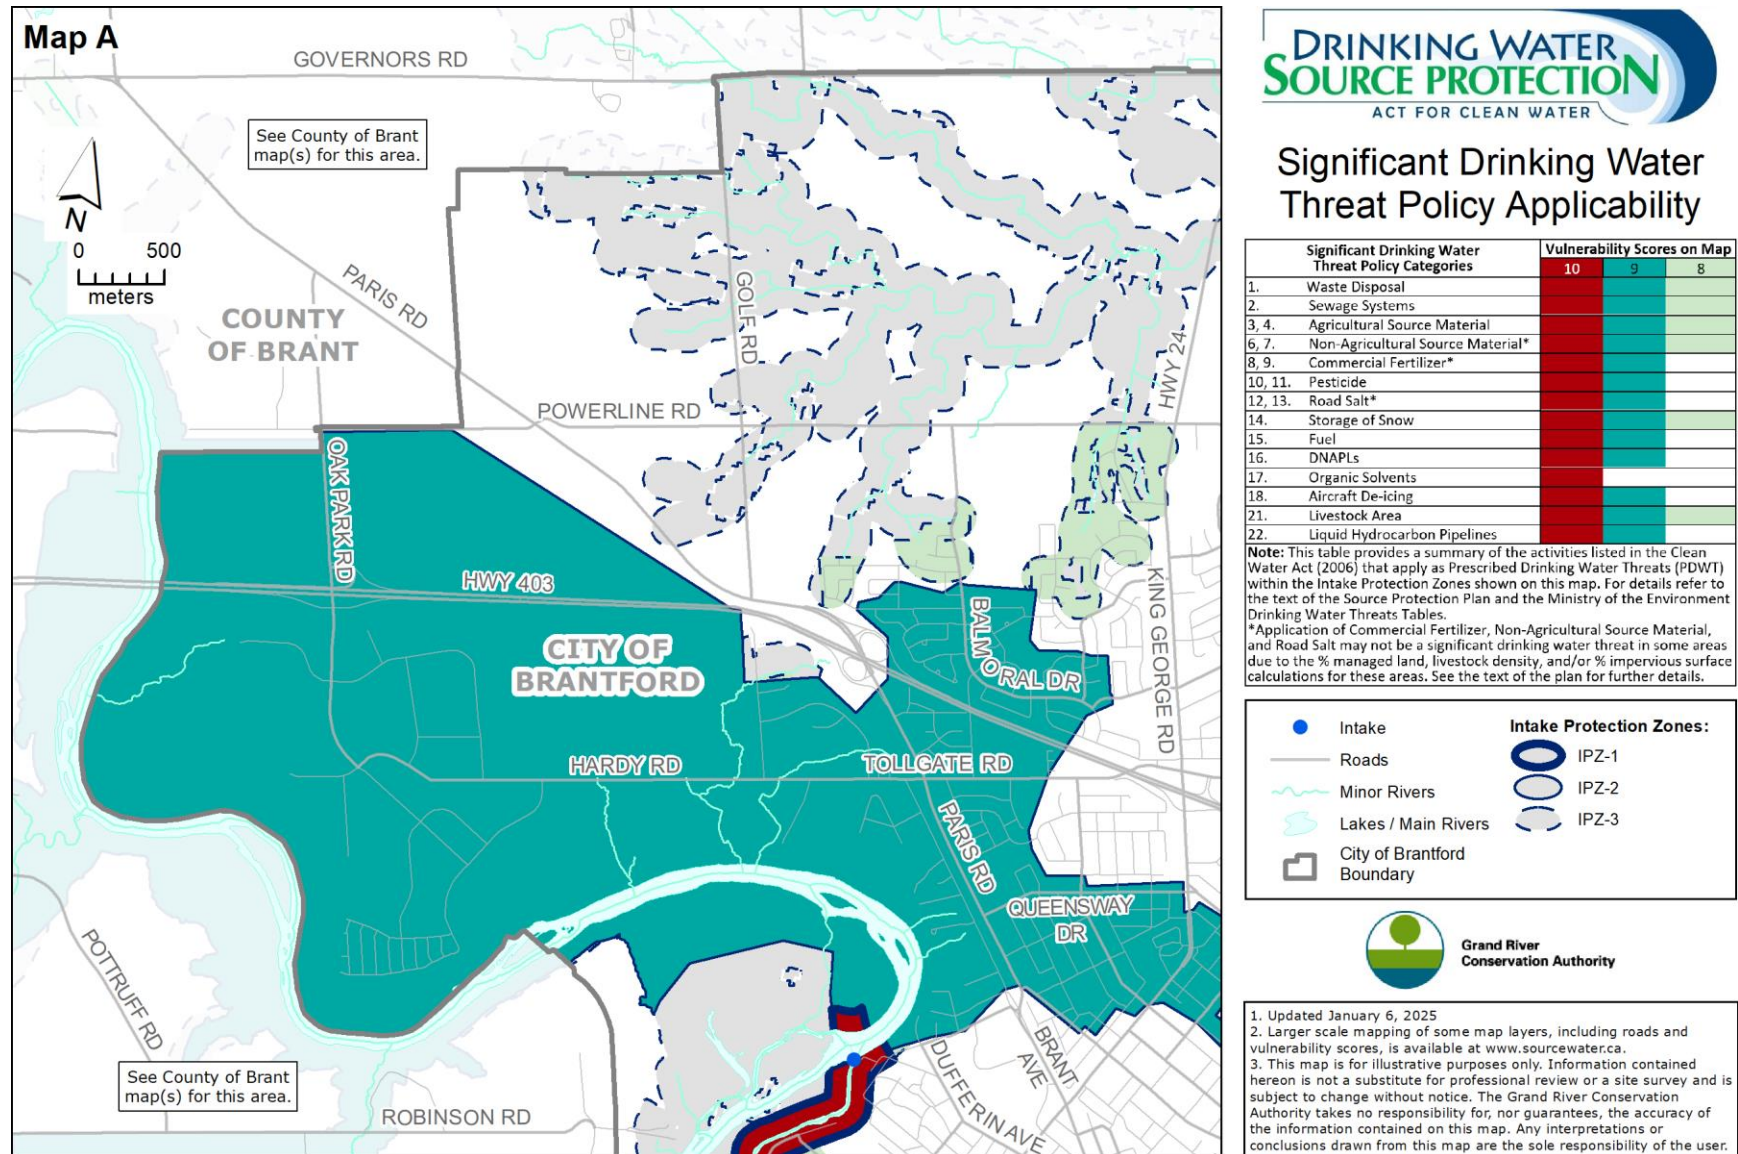 Map A
GOVERNORS RD
See County of Brant
map(s) for this area.
N
0 500
meters
PARIS RD
COUNTY
OF BRANT
GOLF RD
HWY 24
POWERLINE RD
OAK PARK RD
HWY 403
CITY OF
BRANTFORD
BALMORAL DR
KING GEORGE RD
HARDY RD
TOLLGATE RD
PARIS RD
QUEENSWAY
DR
POTTRUFF RD
BRANT
AVE
DUFFERIN AVE
See County of Brant
map(s) for this area.
ROBINSON RD
DRINKING WATER
SOURCE PROTECTION
ACT FOR CLEAN WATER
Significant Drinking Water
Threat Policy Applicability
Significant Drinking Water
Threat Policy Categories
Vulnerability Scores on Map
10 9 8
1. Waste Disposal
2. Sewage Systems
3, 4. Agricultural Source Material
6, 7. Non-Agricultural Source Material*
8, 9. Commercial Fertilizer*
10, 11. Pesticide
12, 13. Road Salt*
14. Storage of Snow
15. Fuel
16. DNAPLs
17. Organic Solvents
18. Aircraft De-icing
21. Livestock Area
22. Liquid Hydrocarbon Pipelines
Note: This table provides a summary of the activities listed in the Clean
Water Act (2006) that apply as Prescribed Drinking Water Threats (PDWT)
within the Intake Protection Zones shown on this map. For details refer to
the text of the Source Protection Plan and the Ministry of the Environment
Drinking Water Threats Tables.
*Application of Commercial Fertilizer, Non-Agricultural Source Material,
and Road Salt may not be a significant drinking water threat in some areas
due to the % managed land, livestock density, and/or % impervious surface
calculations for these areas. See the text of the plan for further details.
Intake
Roads
Minor Rivers
Lakes / Main Rivers
City of Brantford
Boundary
Intake Protection Zones:
IPZ-1
IPZ-2
IPZ-3
Grand River
Conservation Authority
1. Updated January 6, 2025
2. Larger scale mapping of some map layers, including roads and
vulnerability scores, is available at www.sourcewater.ca.
3. This map is for illustrative purposes only. Information contained
hereon is not a substitute for professional review or a site survey and is
subject to change without notice. The Grand River Conservation
Authority takes no responsibility for, nor guarantees, the accuracy of
the information contained on this map. Any interpretations or
conclusions drawn from this map are the sole responsibility of the user.